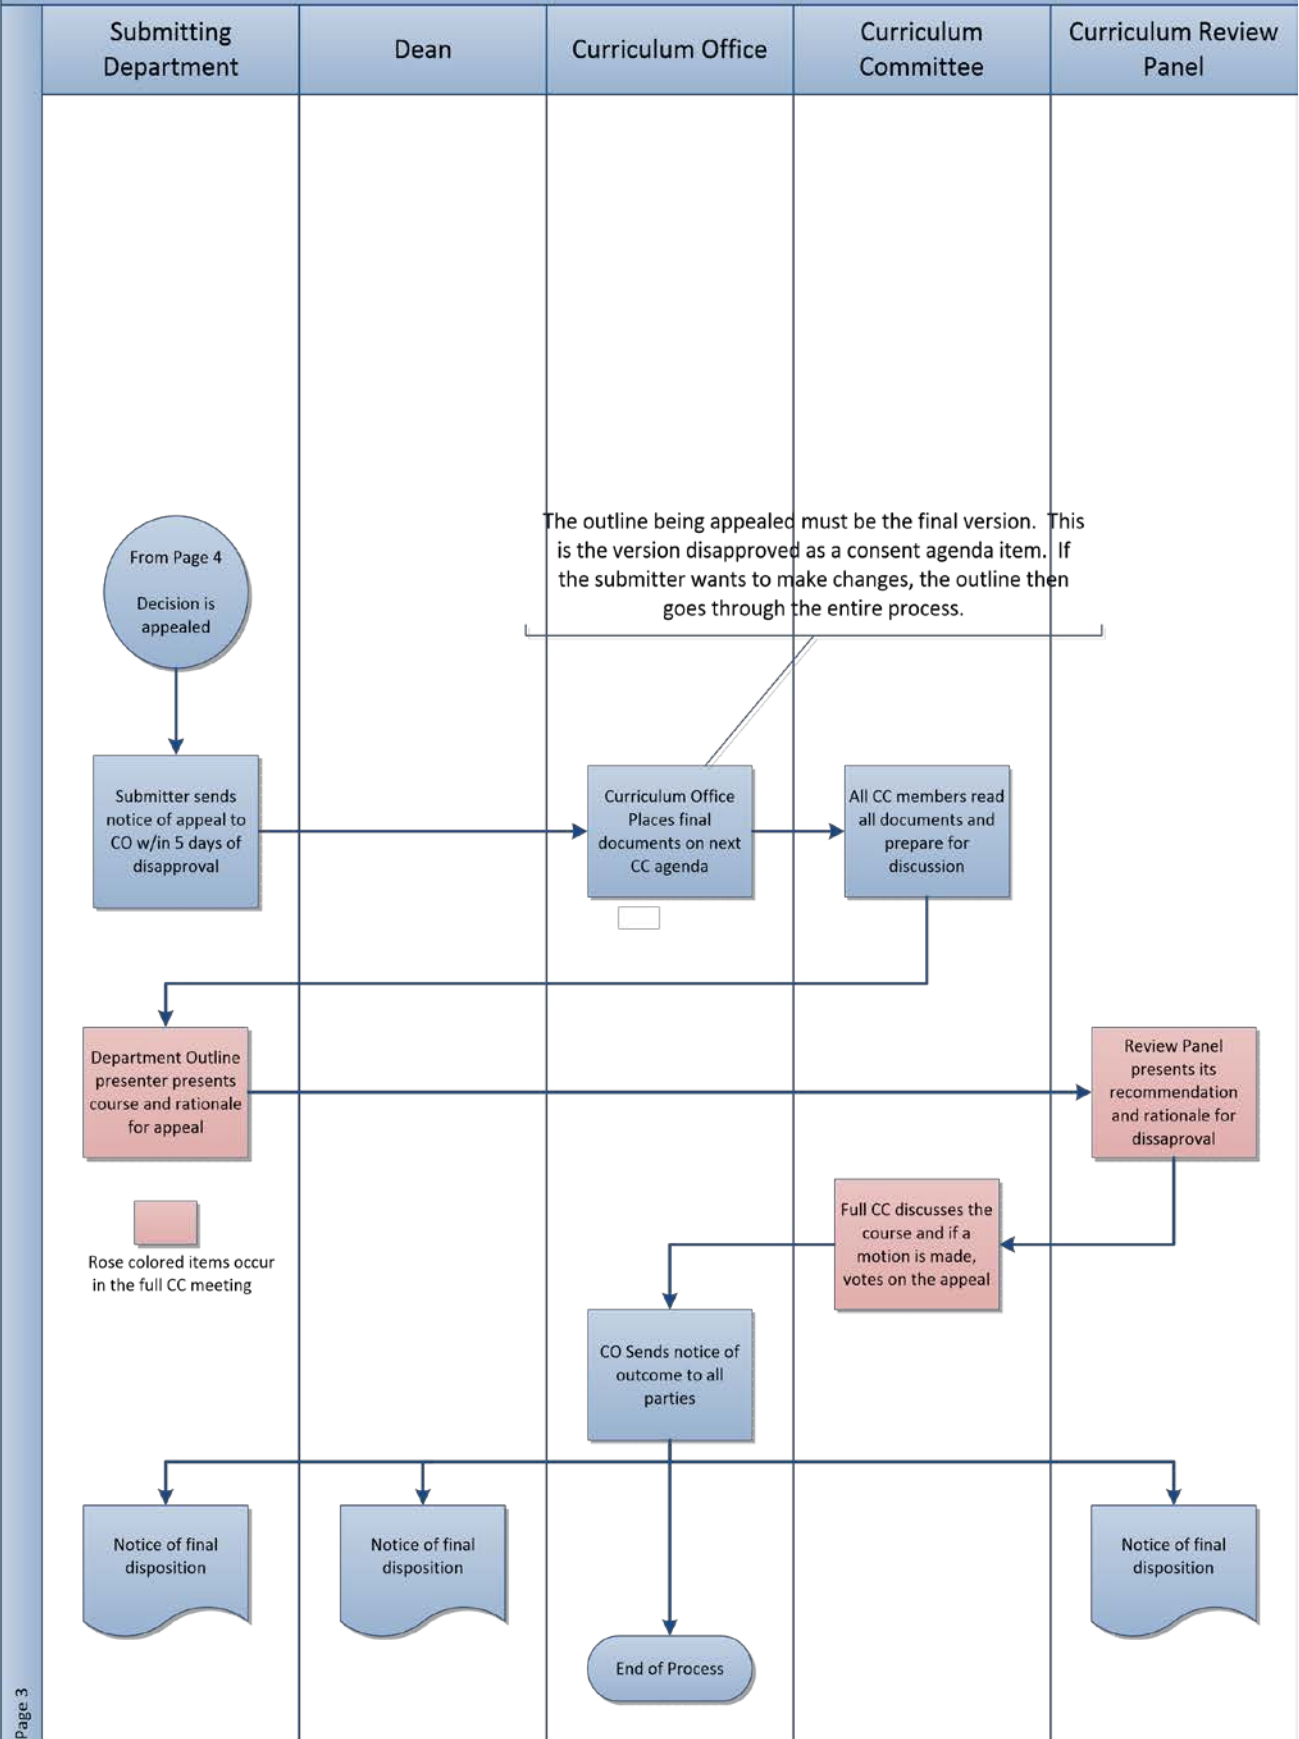 Submitting
Department
Dean
Curriculum Office
Curriculum
Committee
Curriculum Review
Panel
The outline being appealed must be the final version. This
is the version disapproved as a consent agenda item. If
the submitter wants to make changes, the outline then
goes through the entire process.
From Page 4
Decision is
appealed
Submitter sends
notice of appeal to
CO w/in 5 days of
disapproval
Curriculum Office
Places final
documents on next
CC agenda
All CC members read
all documents and
prepare for
discussion
Department Outline
presenter presents
course and rationale
for appeal
Review Panel
presents its
recommendation
and rationale for
dissaproval
Rose colored items occur
in the full CC meeting
Full CC discusses the
course and if a
motion is made,
votes on the appeal
CO Sends notice of
outcome to all
parties
Notice of final
disposition
Notice of final
disposition
Notice of final
disposition
End of Process
Page 3